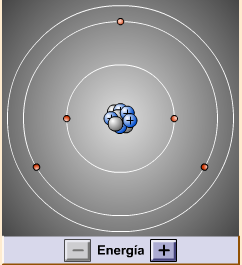 − Energía +